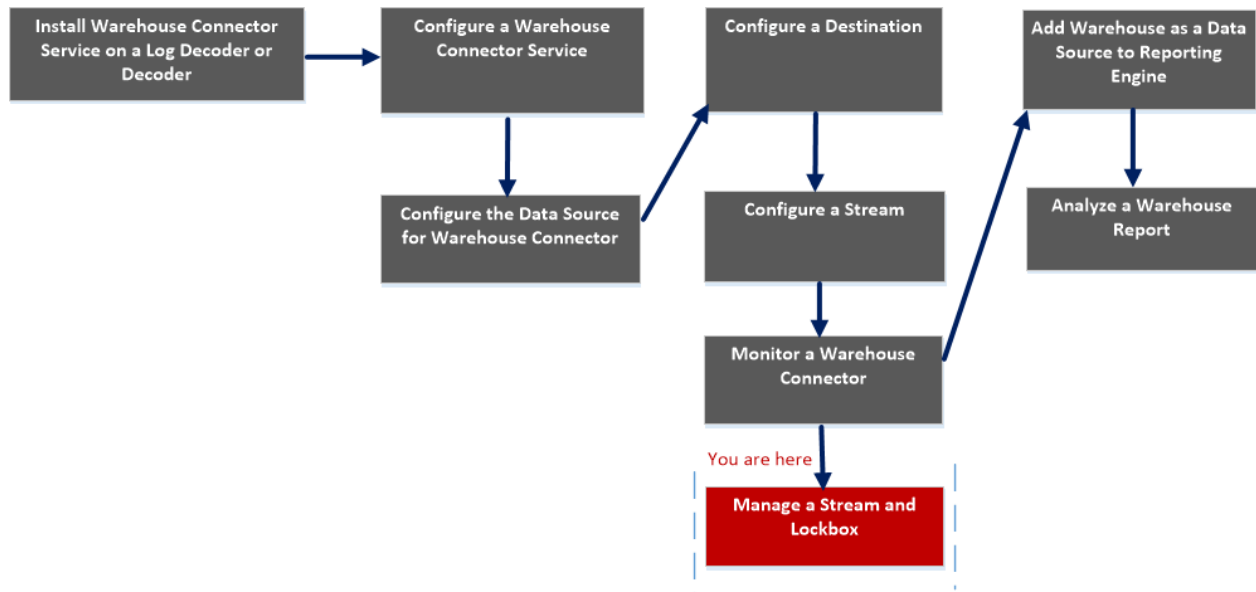 Install Warehouse Connector
Service on a Log Decoder or
Decoder
Configure a Warehouse
Connector Service
Configure the Data Source
for Warehouse Connector
Configure a Destination
Configure a Stream
Monitor a Warehouse
Connector
You are here
Manage a Stream and
Lockbox
Add Warehouse as a Data
Source to Reporting
Engine
Analyze a Warehouse
Report